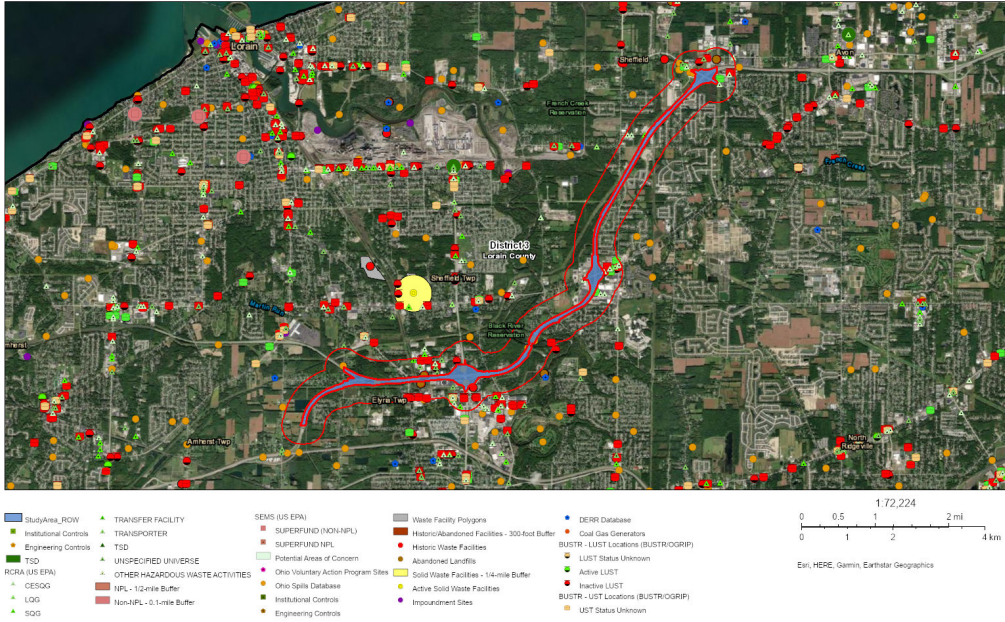 Lorain
Sheffield
Avon
French Creek
Reservation
French Creek
District 3
Lorain County
Sheffield Twp
Martin Run
Black River
Reservation
Elyria Twp
Amherst Twp
North
Ridgeville
1:72,224
0 0.5 1 2 mi
0 1 2 4 km
Esri, HERE, Garmin, Earthstar Geographics
StudyArea_ROW
Institutional Controls
Engineering Controls
TSD
RCRA (US EPA)
CESQG
LQG
SQG
TRANSFER FACILITY
TRANSPORTER
TSD
UNSPECIFIED UNIVERSE
OTHER HAZARDOUS WASTE ACTIVITIES
NPL - 1/2-mile Buffer
Non-NPL - 0.1-mile Buffer
SEMS (US EPA)
SUPERFUND (NON-NPL)
SUPERFUND NPL
Potential Areas of Concern
Ohio Voluntary Action Program Sites
Ohio Spills Database
Institutional Controls
Engineering Controls
Waste Facility Polygons
Historic/Abandoned Facilities - 300-foot Buffer
Historic Waste Facilities
Abandoned Landfills
Solid Waste Facilities - 1/4-mile Buffer
Active Solid Waste Facilities
Impoundment Sites
DERR Database
Coal Gas Generators
BUSTR - LUST Locations (BUSTR/OGRIP)
LUST Status Unknown
Active LUST
Inactive LUST
BUSTR - UST Locations (BUSTR/OGRIP)
UST Status Unknown